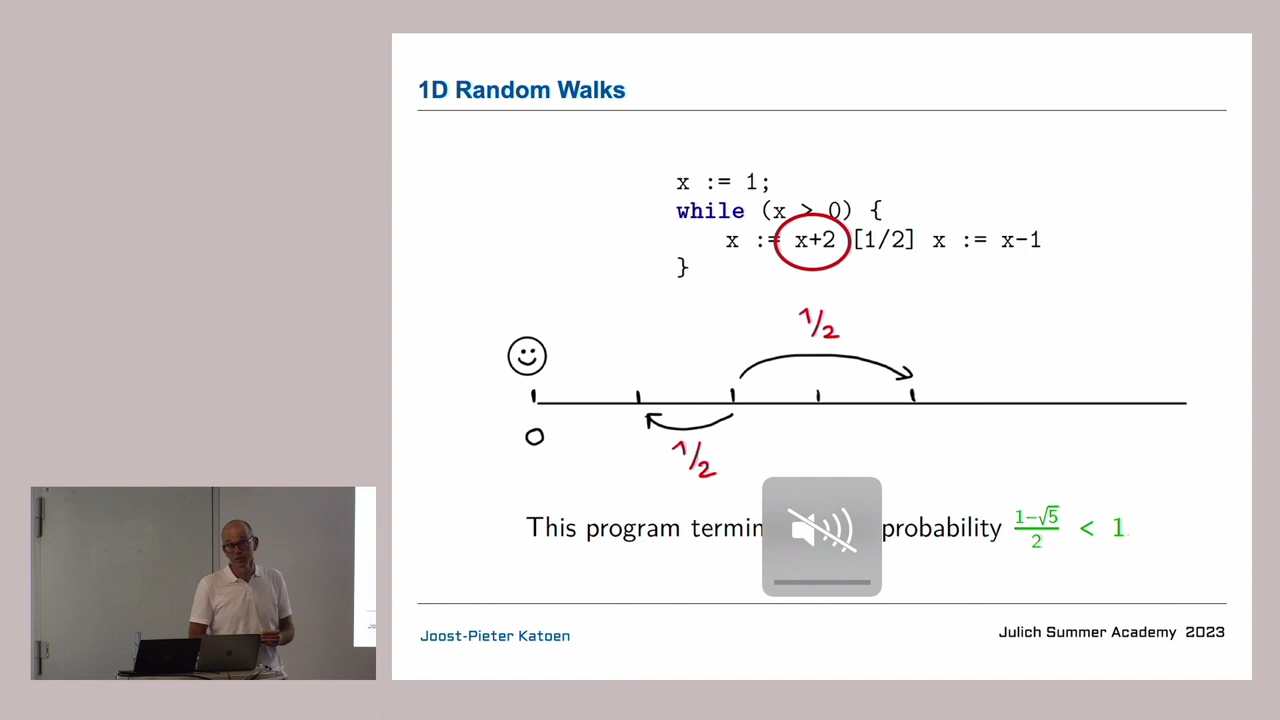 1D Random Walks
x := 1;
while (x > 0) {
x := x+2 [1/2] x := x-1
}
1/2
0
1/2
This program termin probability 1-√5/2 < 1
Joost-Pieter Katoen
Julich Summer Academy 2023
Jo